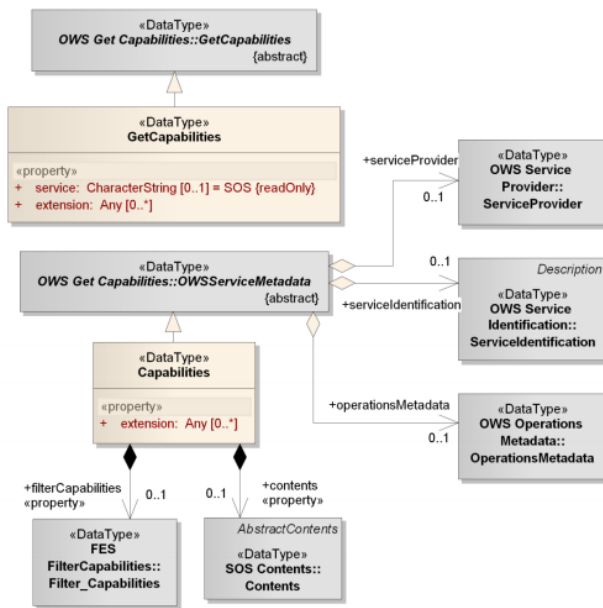 «DataType»
OWS Get Capabilities::GetCapabilities
{abstract}
«DataType»
GetCapabilities
«property»
+ service: CharacterString [0..1] = SOS {readOnly}
+ extension: Any [0..*]
+serviceProvider
0..1
«DataType»
OWS Service
Provider::
ServiceProvider
«DataType»
OWS Get Capabilities::OWSServiceMetadata
{abstract}
0..1
+serviceIdentification
Description
«DataType»
OWS Service
Identification::
ServiceIdentification
«DataType»
Capabilities
«property»
+ extension: Any [0..*]
+operationsMetadata
0..1
«DataType»
OWS Operations
Metadata::
OperationsMetadata
+filterCapabilities
«property»
0..1
0..1
+contents
«property»
«DataType»
FES
FilterCapabilities::
Filter_Capabilities
AbstractContents
«DataType»
SOS Contents::
Contents